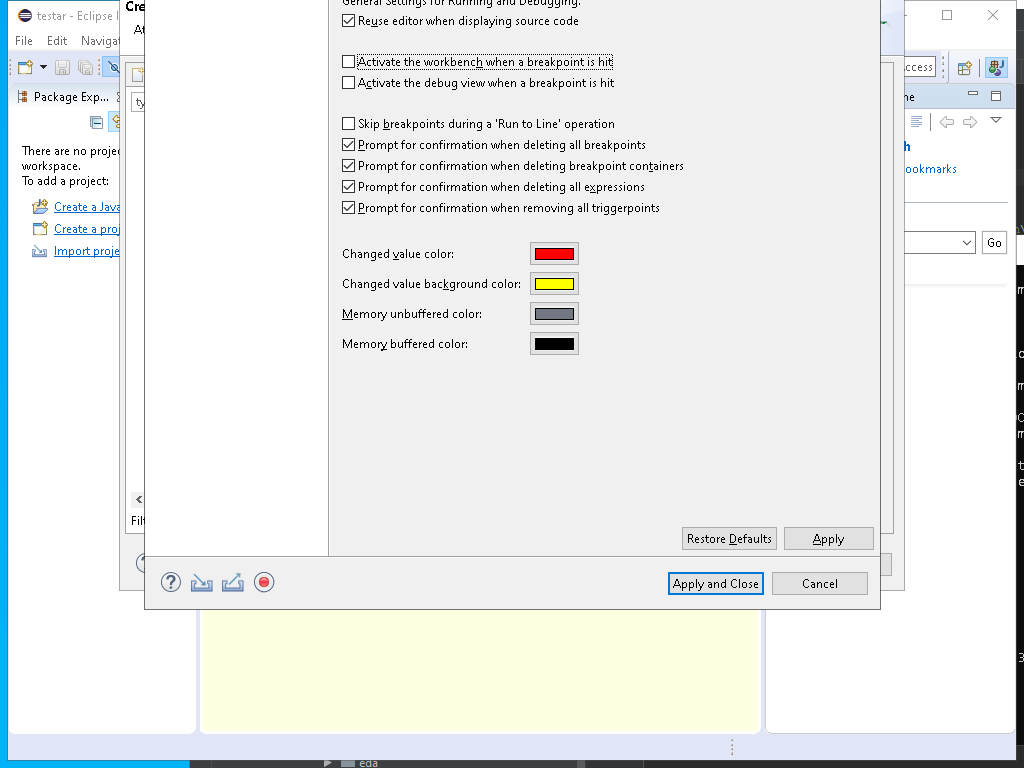 testar - Eclipse I
File Edit Navigat
Cre
At
General Settings for Running and Debugging.
Reuse editor when displaying source code
Activate the workbench when a breakpoint is hit
Activate the debug view when a breakpoint is hit
Skip breakpoints during a 'Run to Line' operation
Prompt for confirmation when deleting all breakpoints
Prompt for confirmation when deleting breakpoint containers
Prompt for confirmation when deleting all expressions
Prompt for confirmation when removing all triggerpoints
Changed value color:
Changed value background color:
Memory unbuffered color:
Memory buffered color:
Restore Defaults
Apply
Apply and Close
Cancel
Package Exp...
There are no proje
workspace.
To add a project:
Create a Java
Create a proj
Import proje
ty
Filt
ccess
ne
h
ookmarks
Go
eda